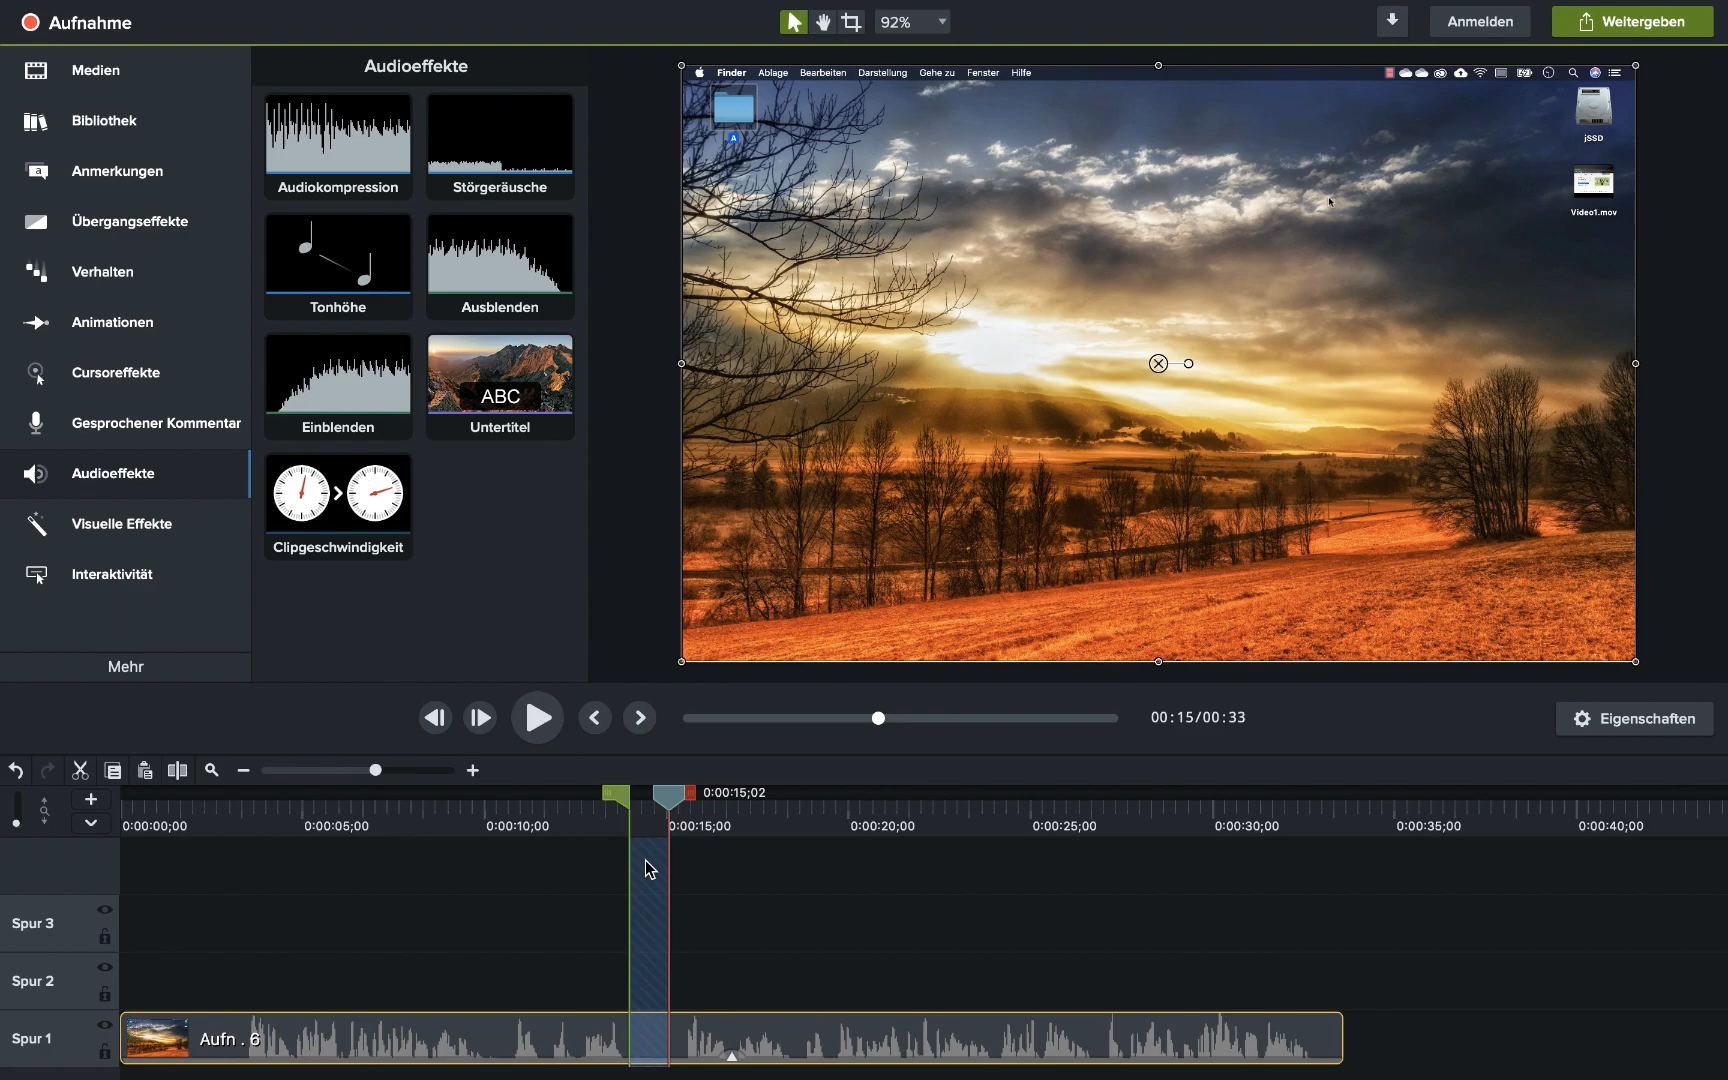 Aufnahme
92%
Anmelden
Weitergeben
Medien
Bibliothek
Anmerkungen
Übergangseffekte
Verhalten
Animationen
Cursoreffekte
Gesprochener Kommentar
Audioeffekte
Visuelle Effekte
Interaktivität
Mehr
Audioeffekte
Audiokompression
Störgeräusche
Tonhöhe
Ausblenden
Einblenden
ABC
Untertitel
Clipgeschwindigkeit
Finder Ablage Bearbeiten Darstellung Gehe zu Fenster Hilfe
A
jSSD
Video1.mov
00:15/00:33
Eigenschaften
0:00:15;02
0:00:00;00 0:00:05;00 0:00:10;00 0:00:15;00 0:00:20;00 0:00:25;00 0:00:30;00 0:00:35;00 0:00:40;00
Spur 3
Spur 2
Spur 1
Aufn . 6